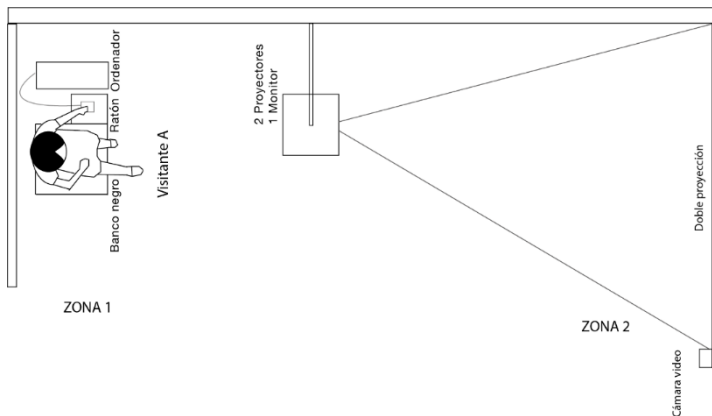 Ordenador
Ratón
Banco negro
Visitante A
2 Proyectores
1 Monitor
Doble proyección
ZONA 1
ZONA 2
Cámara video